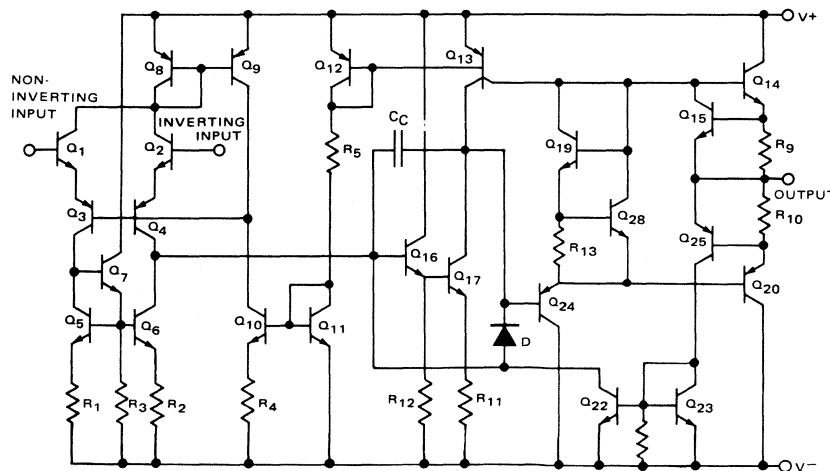 V+
Q8
Q9
Q12
Q13
Q14
NON-
INVERTING
INPUT
INVERTING
INPUT
Q1
Q2
CC
R5
Q15
R9
Q19
OUTPUT
Q3
Q4
Q28
R10
Q7
Q16
Q17
R13
Q25
Q24
Q20
Q5
Q6
Q10
Q11
D
R1
R3
R2
R4
R12
R11
Q22
Q23
V−